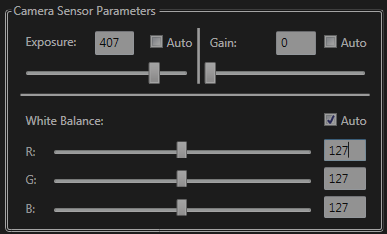 Camera Sensor Parameters
Exposure: 407 Auto Gain: 0 Auto
White Balance: Auto
R: 127
G: 127
B: 127